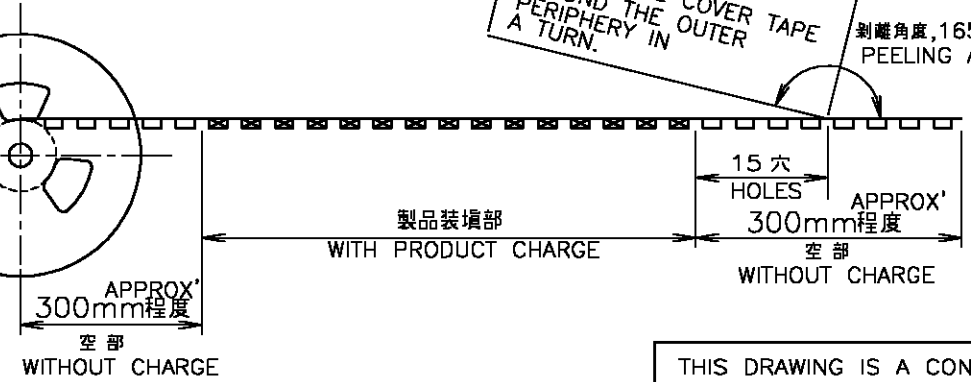 COVER TAPE
THE OUTER
PERIPHERY IN
A TURN.
剥離角度,165
PEELING
15 穴
HOLES
APPROX'
300mm程度
空部
WITHOUT CHARGE
製品装填部
WITH PRODUCT CHARGE
APPROX'
300mm程度
空部
WITHOUT CHARGE
THIS DRAWING IS A CON